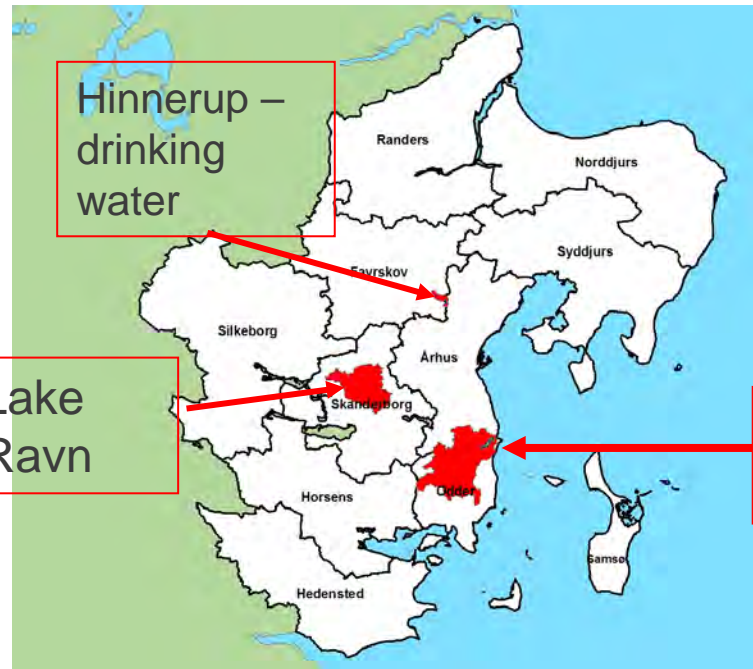 Hinnerup –
drinking
water
Randers
Norddjurs
Favrskov
Syddjurs
Silkeborg
Århus
Lake
Ravn
Skanderborg
Horsens
Odder
Samsø
Hedensted